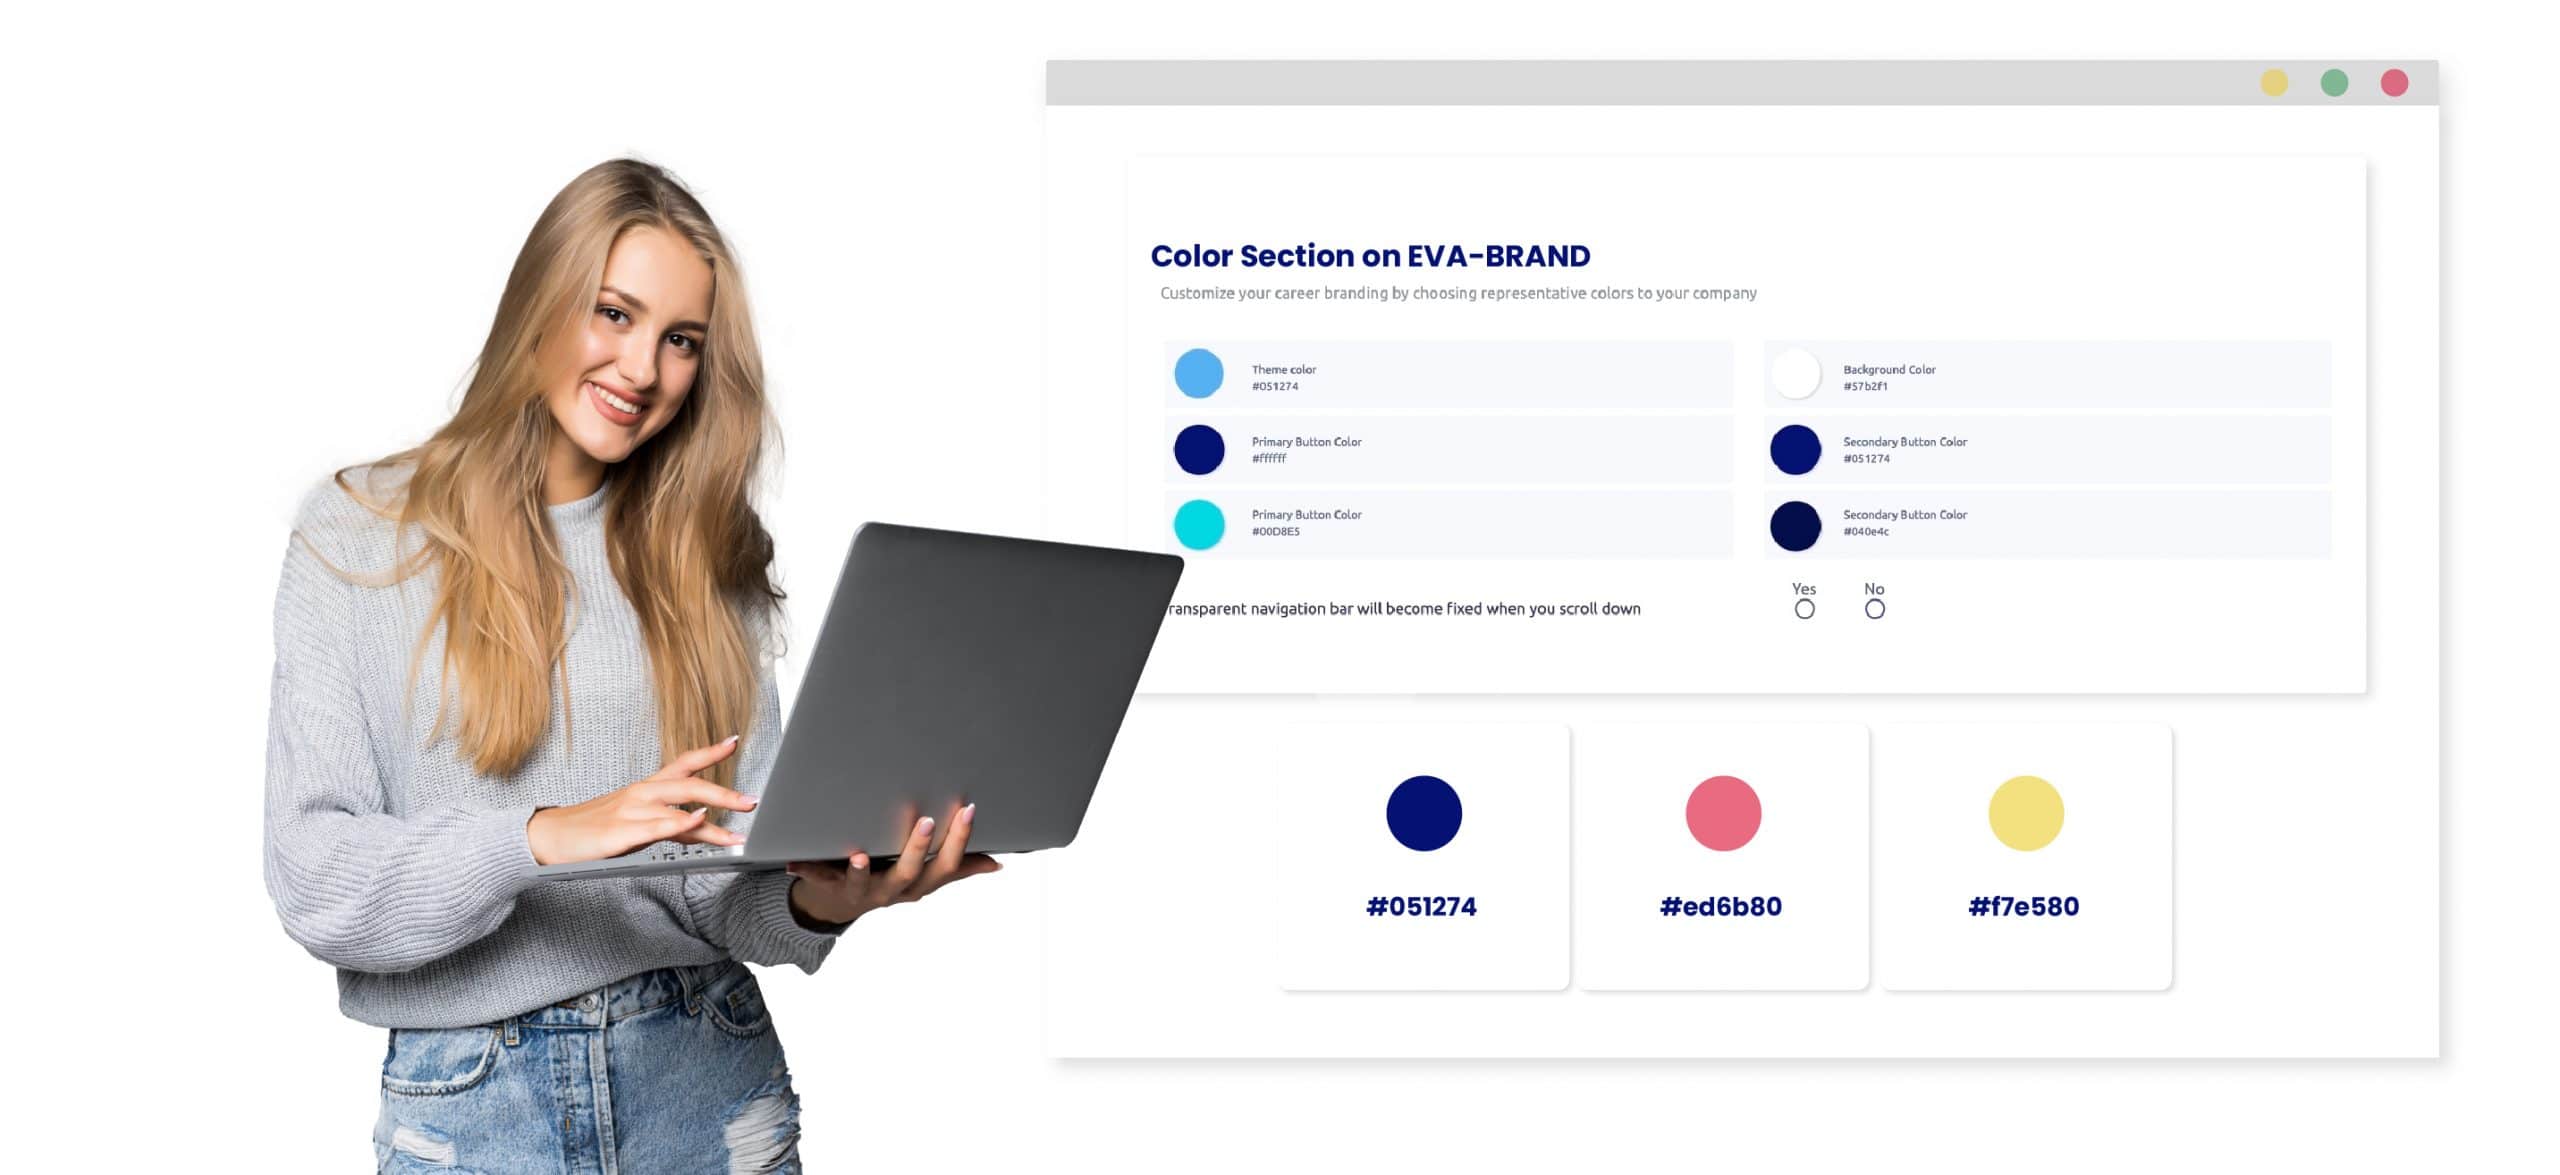 Color Section on EVA-BRAND
Customize your career branding by choosing representative colors to your company
Theme color
#051274
Background Color
#57b2f1
Primary Button Color
#ffffff
Secondary Button Color
#051274
Primary Button Color
#00D8E5
Secondary Button Color
#040e4c
Yes No
ransparent navigation bar will become fixed when you scroll down
#051274
#ed6b80
#f7e580